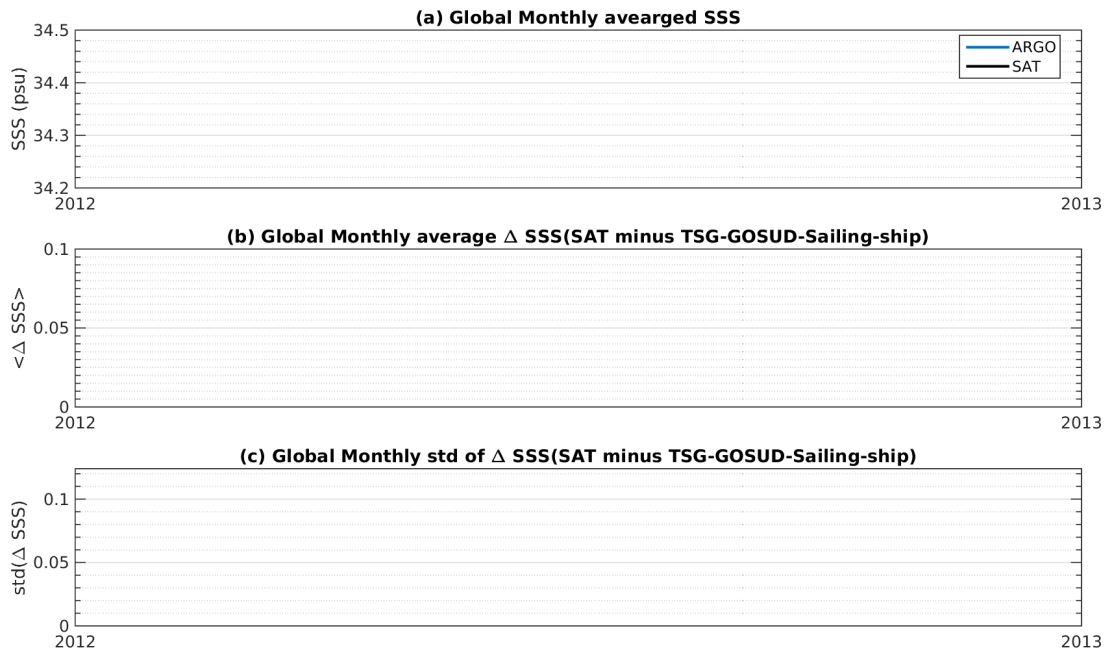 (a) Global Monthly avearged SSS
34.5
34.4
34.3
34.2
SSS (psu)
ARGO
SAT
2012 2013
(b) Global Monthly average Δ SSS(SAT minus TSG-GOSUD-Sailing-ship)
0.1
0.05
0
<Δ SSS>
2012 2013
(c) Global Monthly std of Δ SSS(SAT minus TSG-GOSUD-Sailing-ship)
0.1
0.05
0
std(Δ SSS)
2012 2013